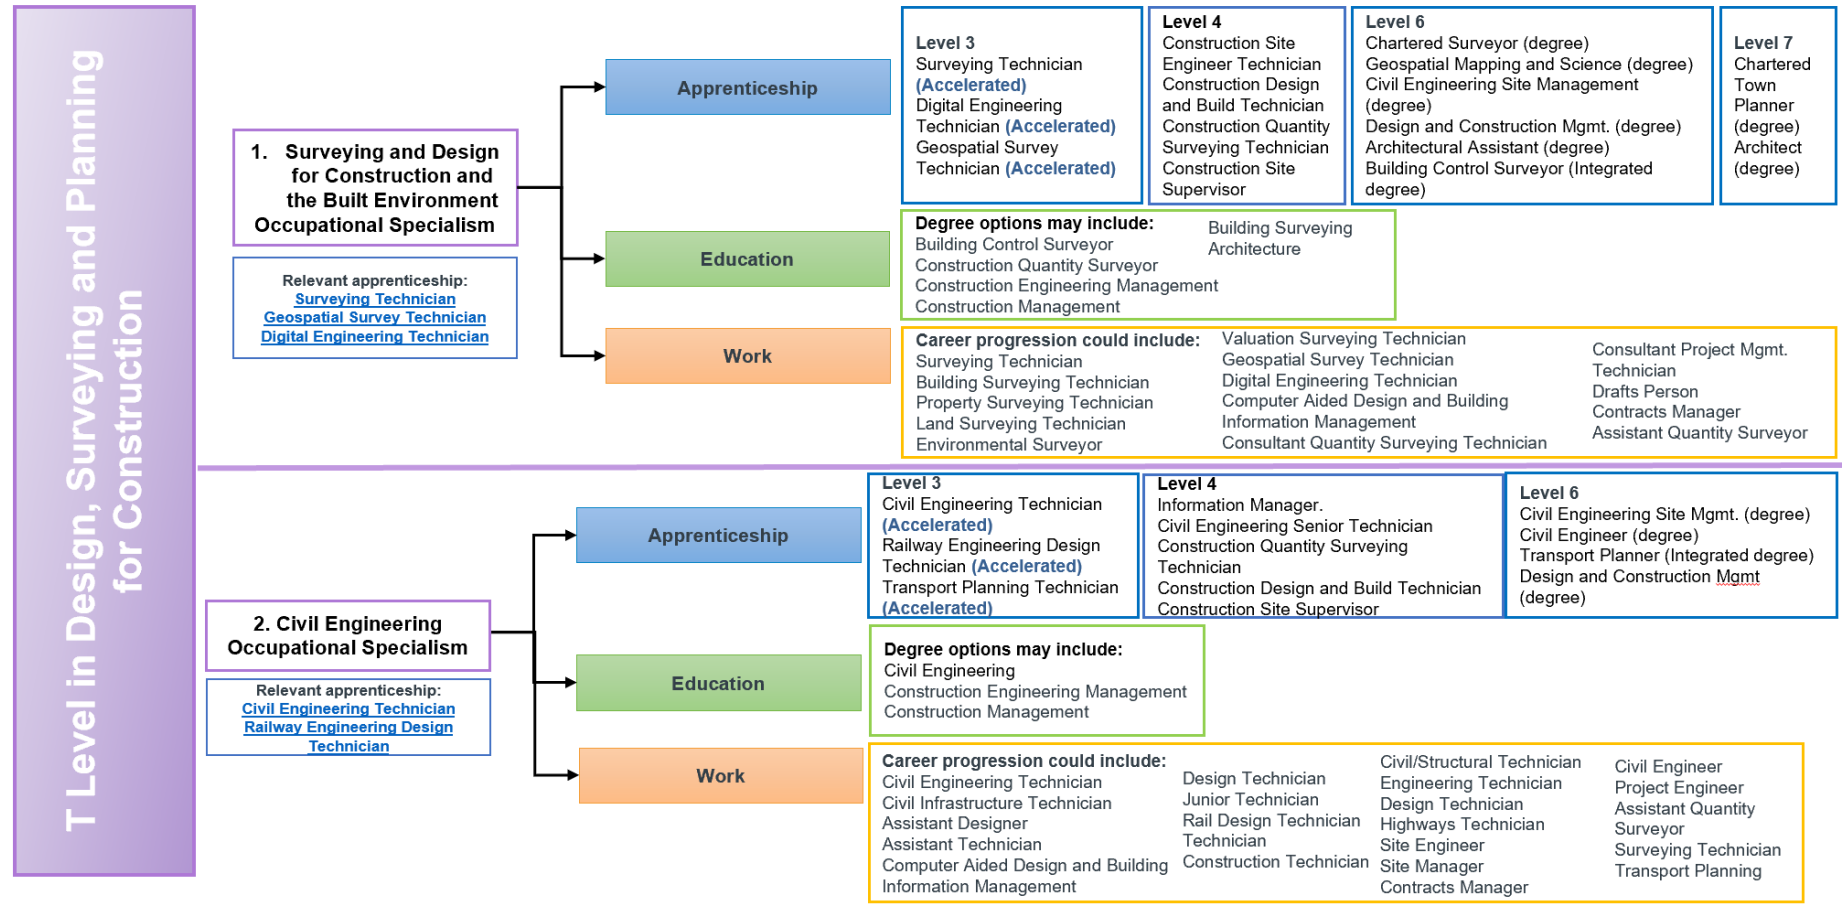 T Level in Design, Surveying and Planning
for Construction
1. Surveying and Design
for Construction and
the Built Environment
Occupational Specialism
Relevant apprenticeship:
Surveying Technician
Geospatial Survey Technician
Digital Engineering Technician
Apprenticeship
Level 3
Surveying Technician
(Accelerated)
Digital Engineering
Technician (Accelerated)
Geospatial Survey
Technician (Accelerated)
Level 4
Construction Site
Engineer Technician
Construction Design
and Build Technician
Construction Quantity
Surveying Technician
Construction Site
Supervisor
Level 6
Chartered Surveyor (degree)
Geospatial Mapping and Science (degree)
Civil Engineering Site Management
(degree)
Design and Construction Mgmt. (degree)
Architectural Assistant (degree)
Building Control Surveyor (Integrated
degree)
Level 7
Chartered
Town
Planner
(degree)
Architect
(degree)
Education
Degree options may include:
Building Control Surveyor
Construction Quantity Surveyor
Construction Engineering Management
Construction Management
Building Surveying
Architecture
Work
Career progression could include:
Surveying Technician
Building Surveying Technician
Property Surveying Technician
Land Surveying Technician
Environmental Surveyor
Valuation Surveying Technician
Geospatial Survey Technician
Digital Engineering Technician
Computer Aided Design and Building
Information Management
Consultant Quantity Surveying Technician
Consultant Project Mgmt.
Technician
Drafts Person
Contracts Manager
Assistant Quantity Surveyor
2. Civil Engineering
Occupational Specialism
Relevant apprenticeship:
Civil Engineering Technician
Railway Engineering Design
Technician
Apprenticeship
Level 3
Civil Engineering Technician
(Accelerated)
Railway Engineering Design
Technician (Accelerated)
Transport Planning Technician
(Accelerated)
Level 4
Information Manager.
Civil Engineering Senior Technician
Construction Quantity Surveying
Technician
Construction Design and Build Technician
Construction Site Supervisor
Level 6
Civil Engineering Site Mgmt. (degree)
Civil Engineer (degree)
Transport Planner (Integrated degree)
Design and Construction Mgmt
(degree)
Education
Degree options may include:
Civil Engineering
Construction Engineering Management
Construction Management
Work
Career progression could include:
Civil Engineering Technician
Civil Infrastructure Technician
Assistant Designer
Assistant Technician
Computer Aided Design and Building
Information Management
Design Technician
Junior Technician
Rail Design Technician
Technician
Construction Technician
Civil/Structural Technician
Engineering Technician
Design Technician
Highways Technician
Site Engineer
Site Manager
Contracts Manager
Civil Engineer
Project Engineer
Assistant Quantity
Surveyor
Surveying Technician
Transport Planning